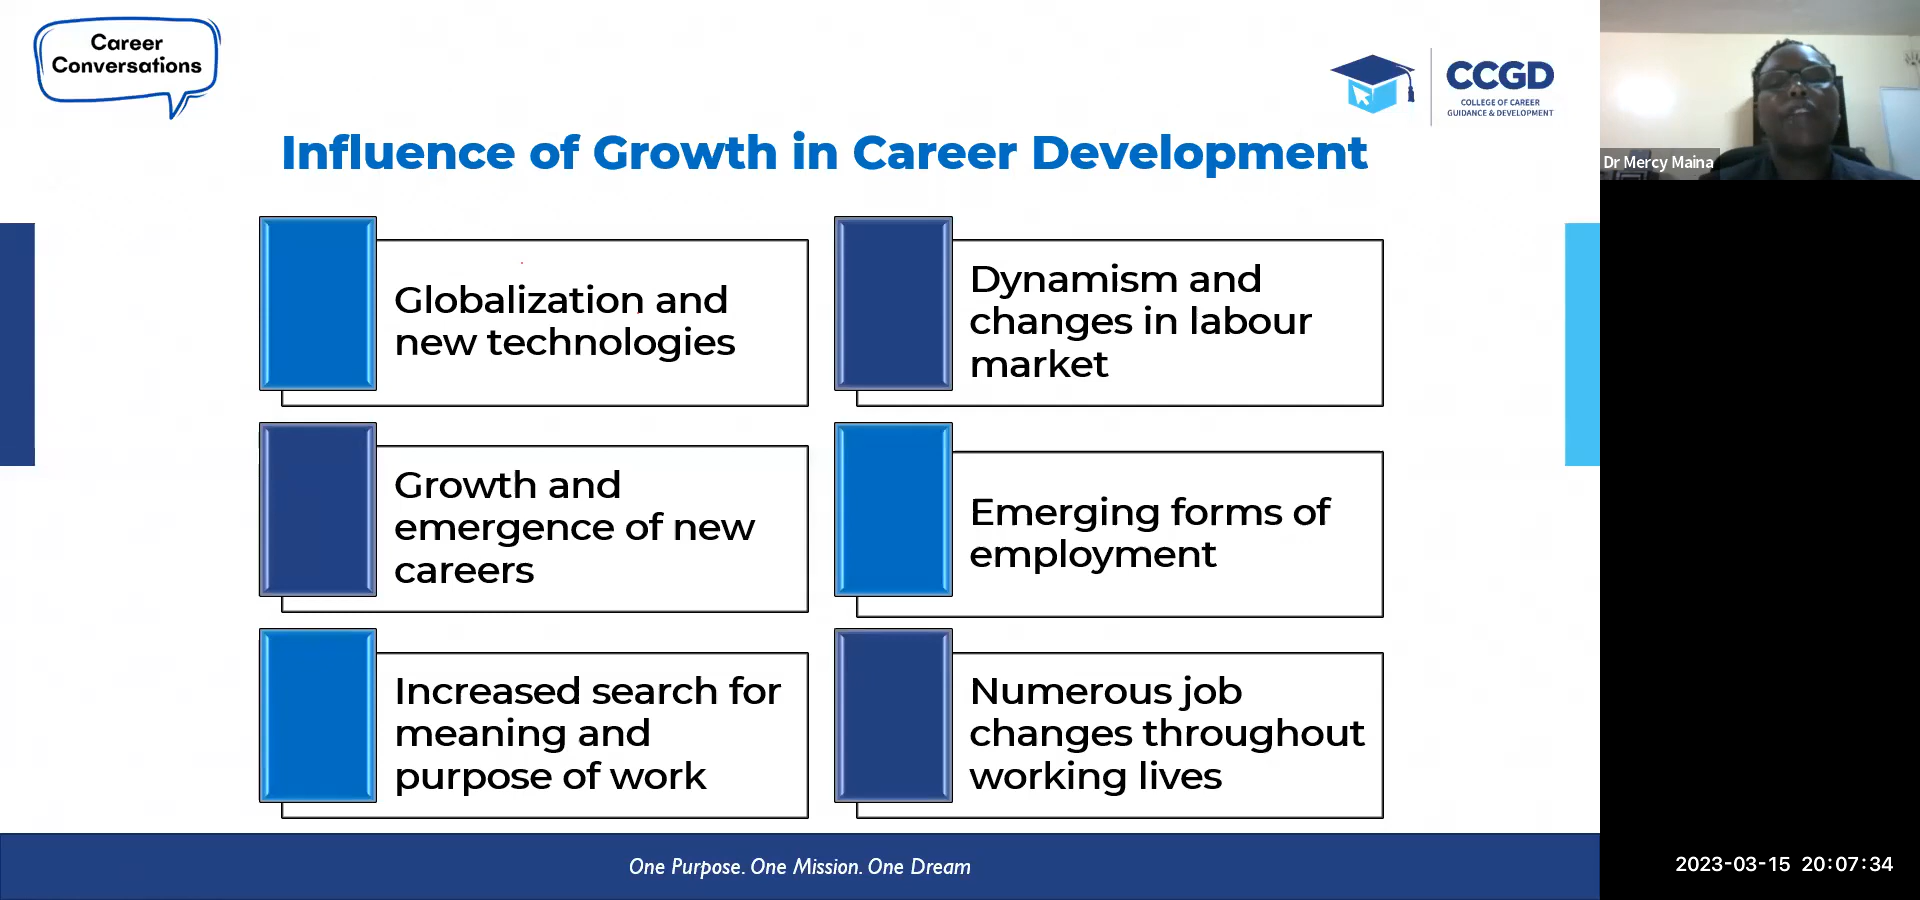 Career
Conversations
CCGD
COLLEGE OF CAREER
GUIDANCE & DEVELOPMENT
Dr Mercy Maina
Influence of Growth in Career Development
Globalization and
new technologies
Dynamism and
changes in labour
market
Growth and
emergence of new
careers
Emerging forms of
employment
Increased search for
meaning and
purpose of work
Numerous job
changes throughout
working lives
One Purpose. One Mission. One Dream
2023-03-15 20:07:34